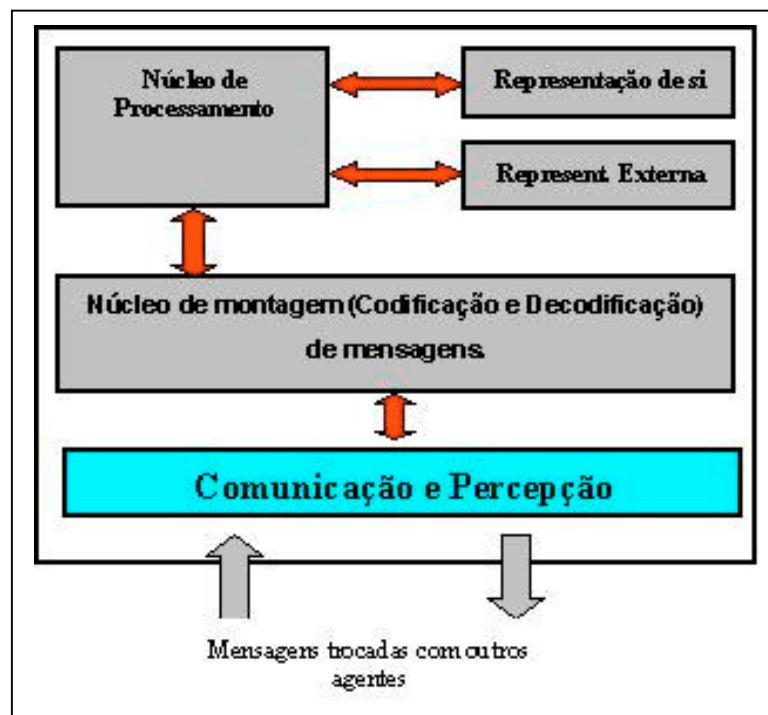 Núcleo de
Processamento
Representação de si
Represent. Externa
Núcleo de montagem (Codificação e Decodificação)
de mensagens.
Comunicação e Percepção
Mensagens trocadas com outros
agentes